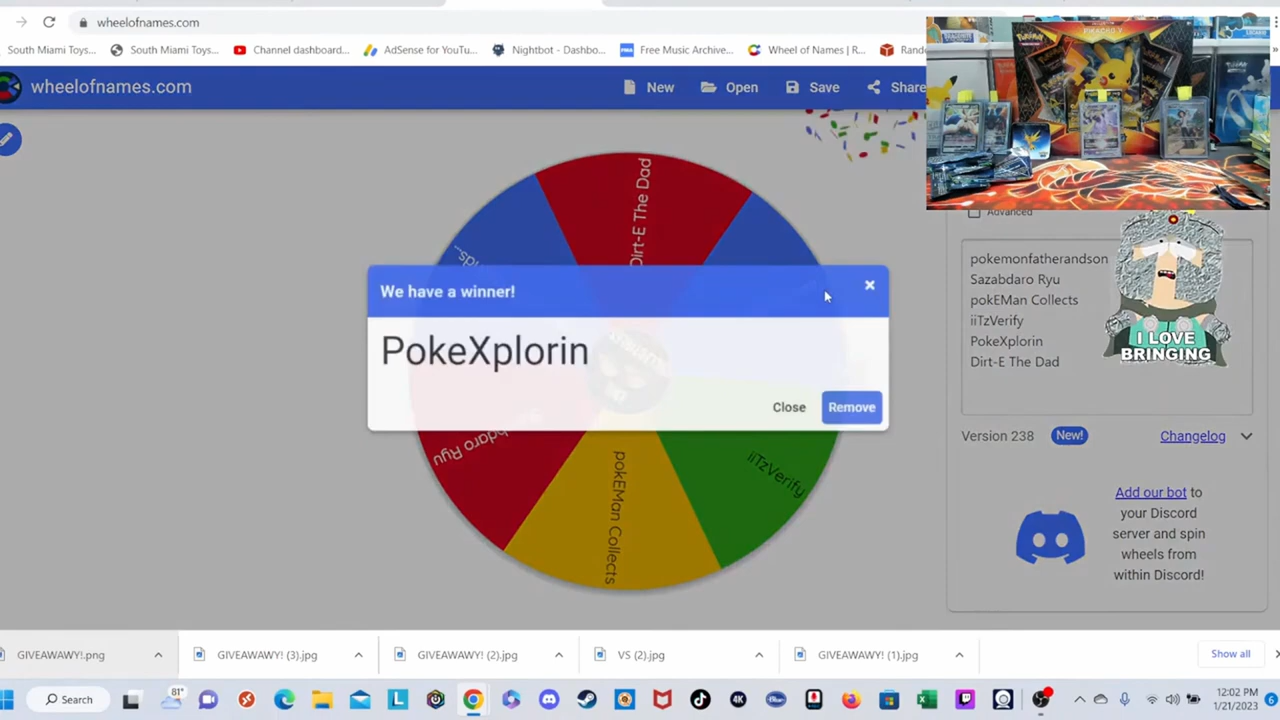 wheelofnames.com
South Miami Toys...
South Miami Toys...
Channel dashboard...
AdSense for YouTu...
Nightbot - Dashbo...
Free Music Archive...
Wheel of Names | R...
wheelofnames.com
New
Open
Save
Share
Advanced
Dirt-E The Dad
We have a winner!
PokeXplorin
Close
Remove
pokEMan Collects
iiTzVerify
pokemonfatherandson
Sazabdaro Ryu
pokEMan Collects
iiTzVerify
PokeXplorin
Dirt-E The Dad
I LOVE
BRINGING
Version 238
New!
Changelog
Add our bot to
your Discord
server and spin
wheels from
within Discord!
GIVEAWAWY!.png
GIVEAWAY! (3).jpg
GIVEAWAY! (2).jpg
VS (2).jpg
GIVEAWAY! (1).jpg
Show all
Search
81°
12:02 PM
1/21/2023
6